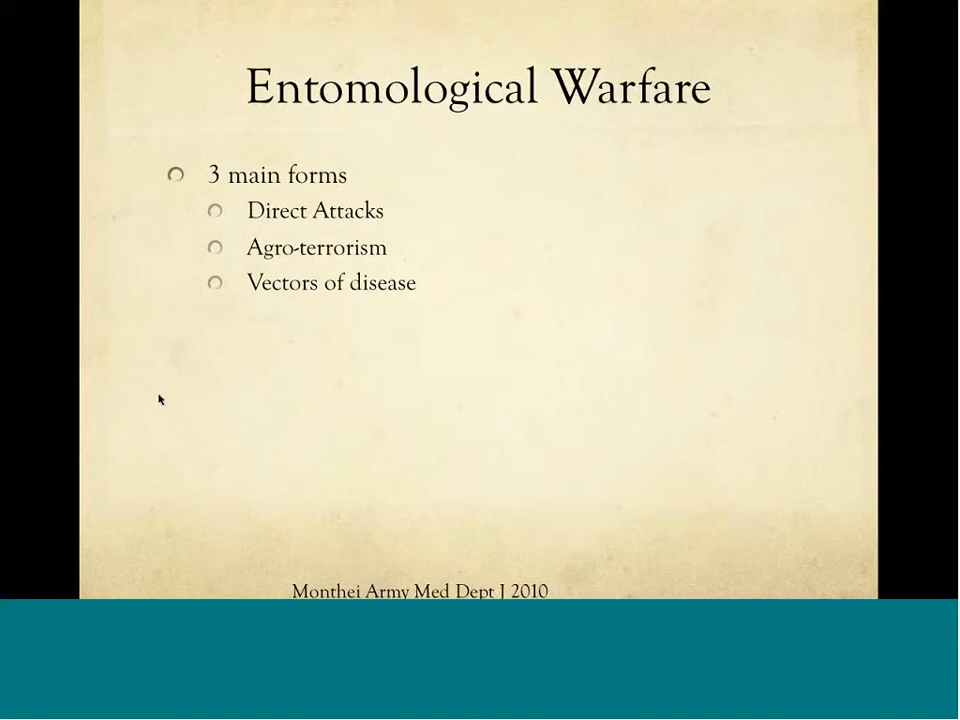 Entomological Warfare
3 main forms
Direct Attacks
Agro-terrorism
Vectors of disease
Monthei Army Med Dept J 2010